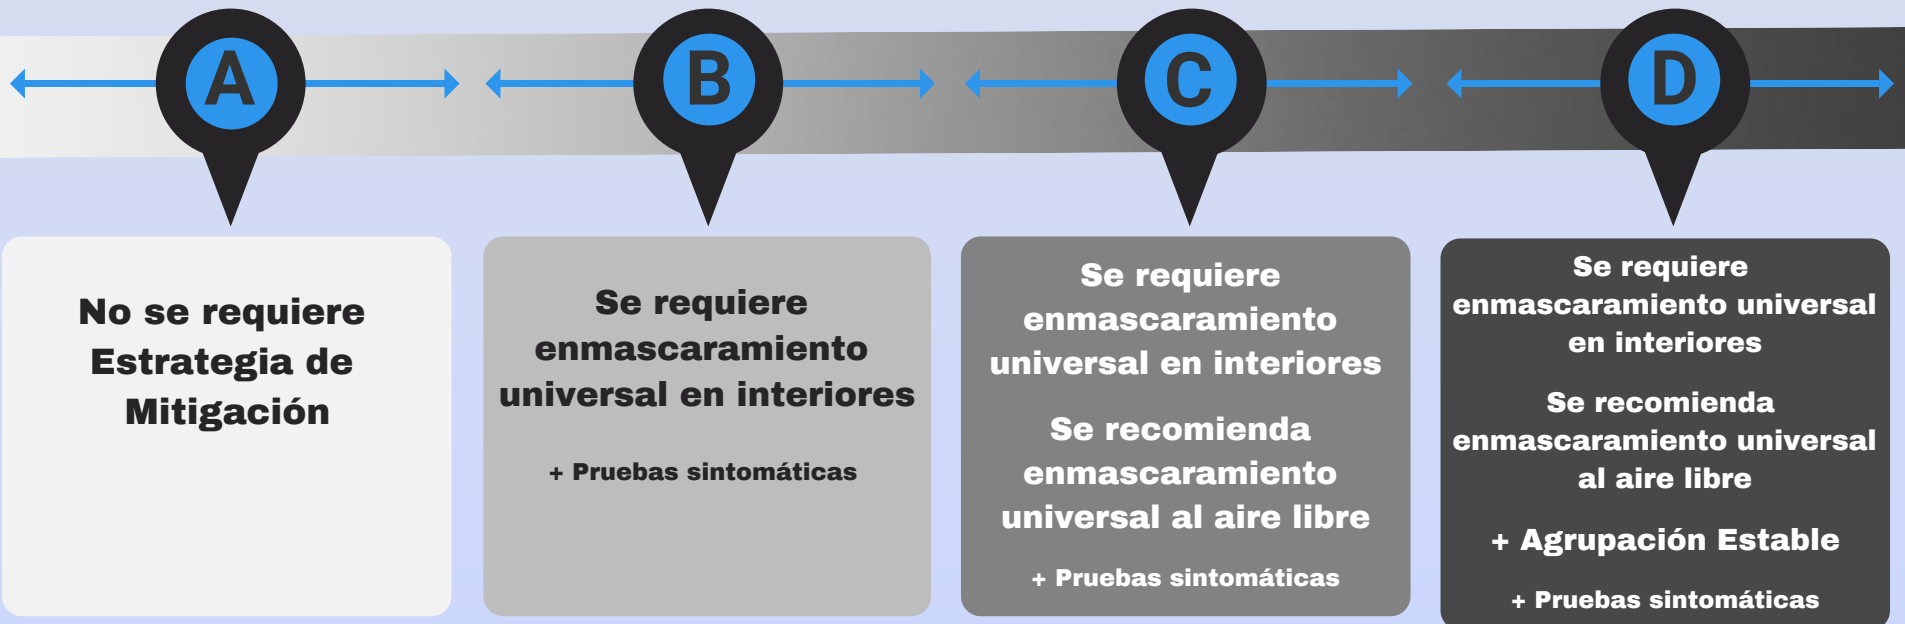 A
B
C
D
No se requiere
Estrategia de
Mitigación
Se requiere
enmascaramiento
universal en interiores
+ Pruebas sintomáticas
Se requiere
enmascaramiento
universal en interiores
Se recomienda
enmascaramiento
universal al aire libre
+ Pruebas sintomáticas
Se requiere
enmascaramiento universal
en interiores
Se recomienda
enmascaramiento universal
al aire libre
+ Agrupación Estable
+ Pruebas sintomáticas